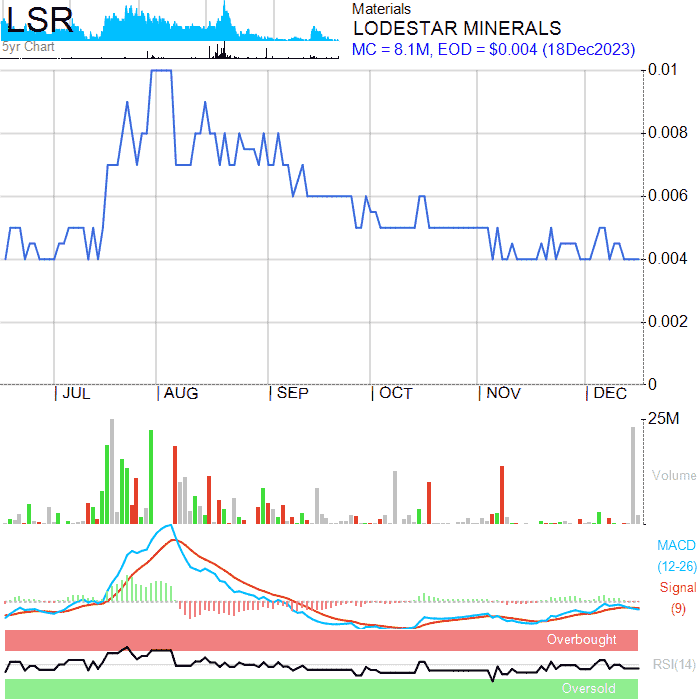 LSR
5yr Chart
Materials
LODESTAR MINERALS
MC = 8.1M, EOD = $0.004 (18Dec2023)
0.01
0.008
0.006
0.004
0.002
0
JUL AUG SEP OCT NOV DEC
25M
Volume
MACD
(12-26)
Signal
(9)
Overbought
RSI(14)
Oversold